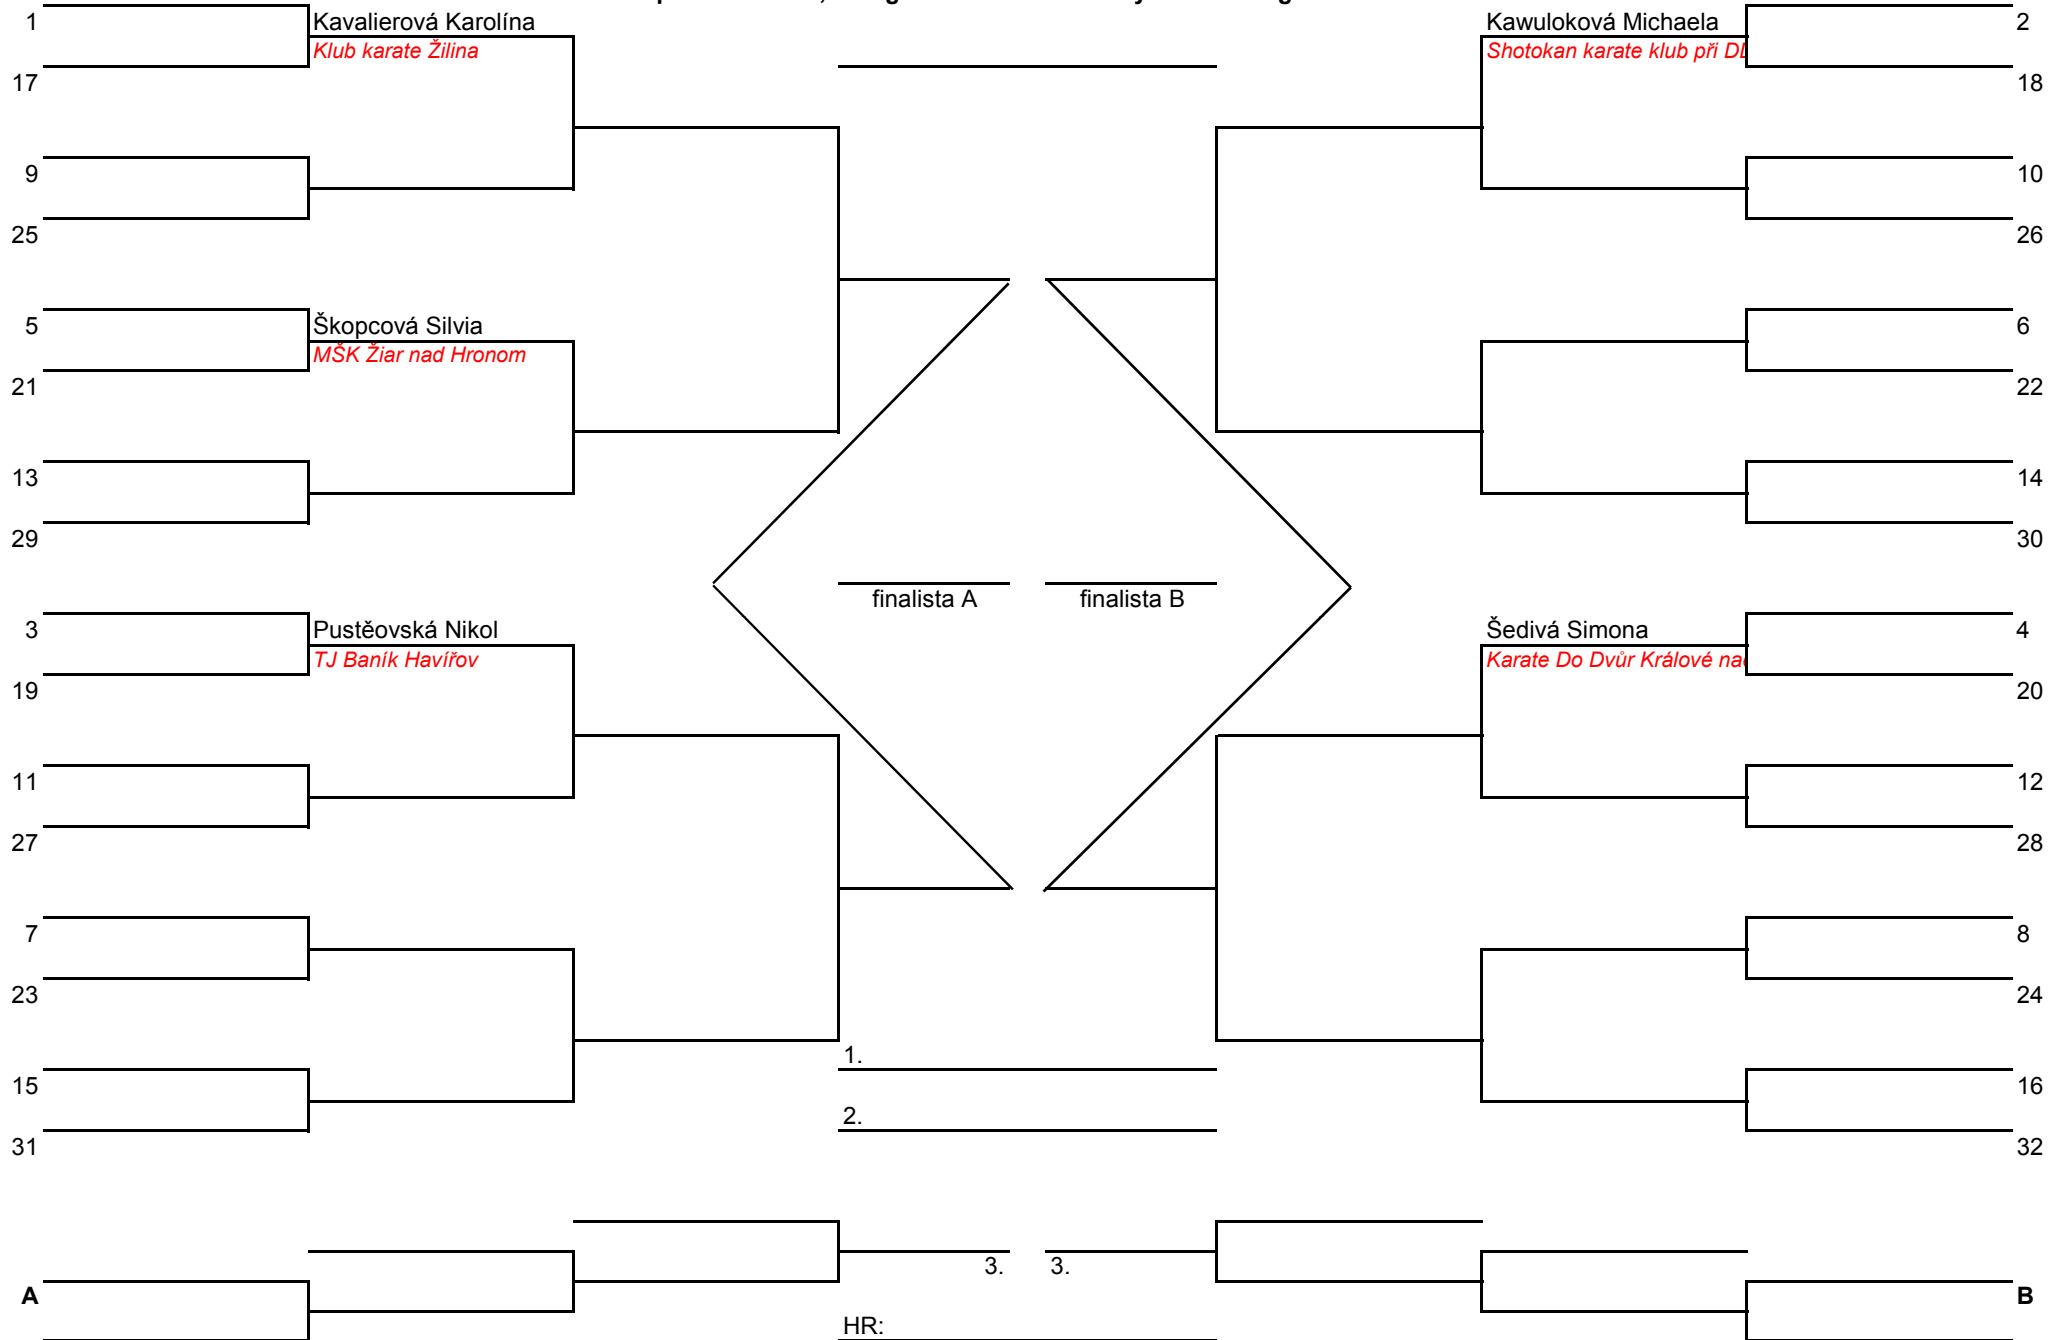 1
Kavalierová Karolína
Kawuloková Michaela
2
Klub karate Žilina
Shotokan karate klub při
17
18
9
10
25
26
5
Škopcová Silvia
6
MŠK Žiar nad Hronom
21
22
13
14
29
30
finalista A
finalista B
3
Pustěovská Nikol
Šedivá Simona
4
TJ Baník Havířov
Karate Do Dvůr Králové
19
20
11
12
27
28
7
8
23
24
1.
15
16
2.
31
32
3.
3.
A
B
HR: